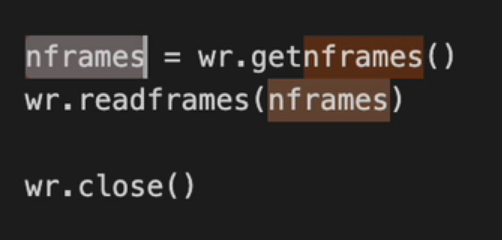 nframes = wr.getnframes()
wr.readframes(nframes)
wr.close()